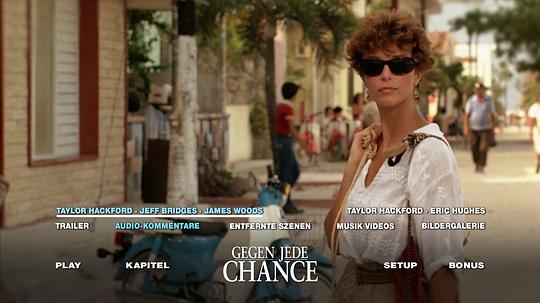 TAYLOR HACKFORD - JEFF BRIDGES - JAMES WOODS
TAYLOR HACKFORD - ERIC HUGHES
TRAILER AUDIO-KOMMENTARE ENTFERNTE SZENEN MUSIK VIDEOS BILDERGALERIE
GEGEN JEDE
CHANCE
PLAY KAPITEL SETUP BONUS